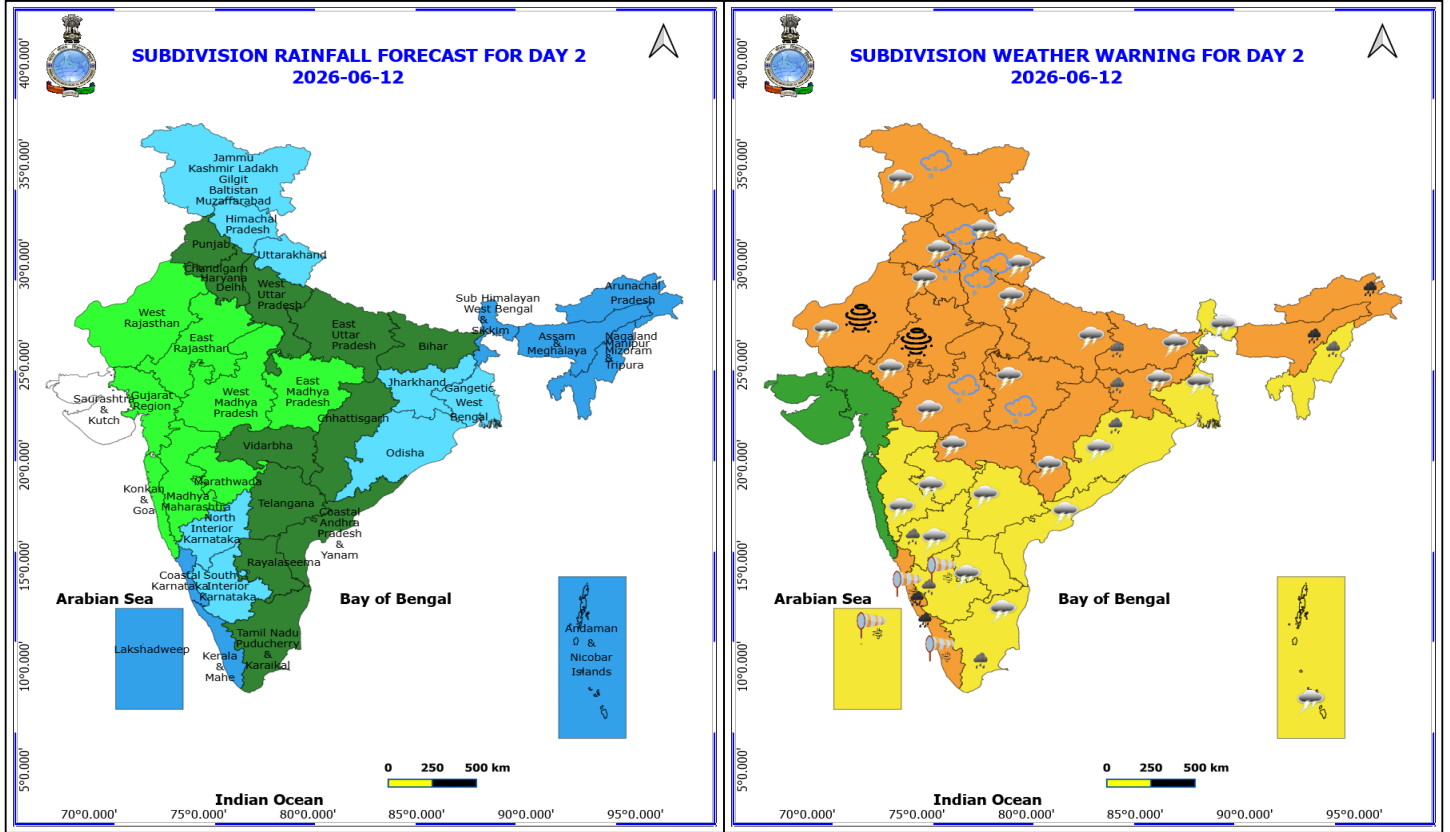 SUBDIVISION RAINFALL FORECAST FOR DAY 2
2026-06-12
40°0.000'
35°0.000'
30°0.000'
25°0.000'
20°0.000'
15°0.000'
10°0.000'
5°0.000'
Jammu
Kashmir Ladakh
Gilgit
Baltistan
Muzaffarabad
Himachal
Pradesh
Punjab
Uttarakhand
Chandigarh
Haryana
Delhi
West
Uttar
Pradesh
West
Rajasthan
East
Rajasthan
East
Uttar
Pradesh
Bihar
Sub Himalayan
West Bengal
&
Sikkim
Arunachal
Pradesh
Assam
&
Meghalaya
Nagaland
Manipur
Mizoram
&
Tripura
Saurashtra
&
Kutch
Gujarat
Region
West
Madhya
Pradesh
East
Madhya
Pradesh
Jharkhand
Gangetic
West
Bengal
Chhattisgarh
Odisha
Vidarbha
Konkan
&
Goa
Madhya
Maharashtra
Marathwada
Telangana
North
Interior
Karnataka
Coastal
Andhra
Pradesh
&
Yanam
Rayalaseema
Coastal
Karnataka
South
Interior
Karnataka
Arabian Sea
Bay of Bengal
Lakshadweep
Kerala
&
Mahe
Tamil Nadu
Puducherry
&
Karaikal
Andaman
&
Nicobar
Islands
0 250 500 km
Indian Ocean
70°0.000' 75°0.000' 80°0.000' 85°0.000' 90°0.000' 95°0.000'
SUBDIVISION WEATHER WARNING FOR DAY 2
2026-06-12
40°0.000'
35°0.000'
30°0.000'
25°0.000'
20°0.000'
15°0.000'
10°0.000'
5°0.000'
Arabian Sea
Bay of Bengal
0 250 500 km
Indian Ocean
70°0.000' 75°0.000' 80°0.000' 85°0.000' 90°0.000' 95°0.000'